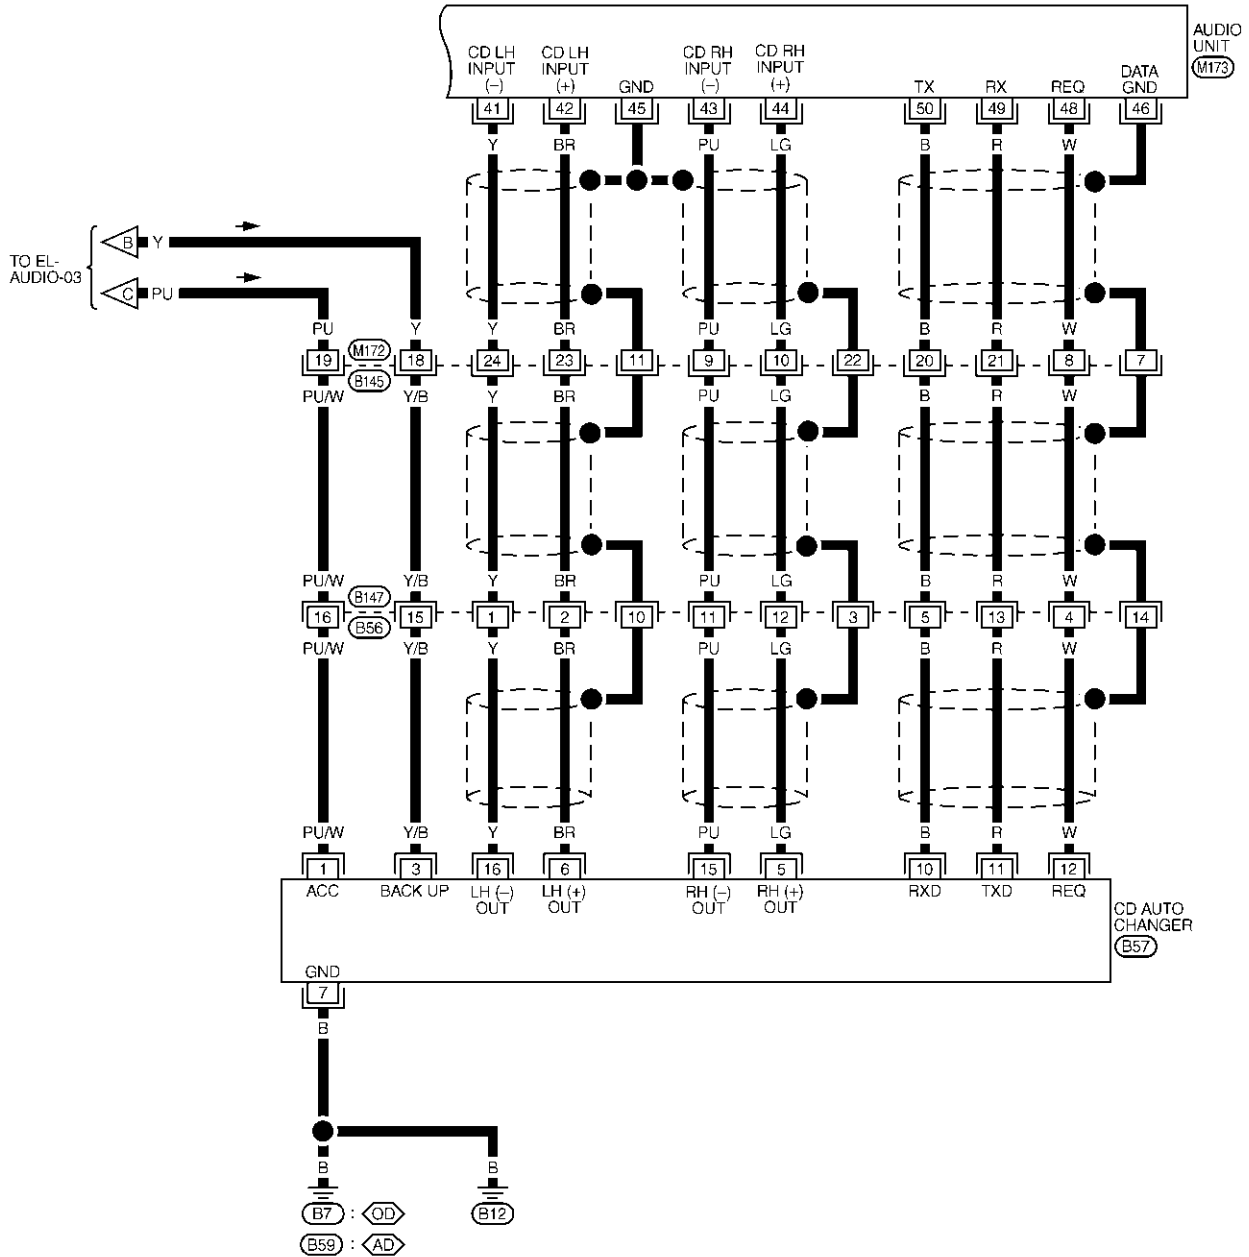 AUDIO
UNIT
M173
CD LH CD LH CD RH CD RH
INPUT INPUT INPUT INPUT DATA
(–) (+) GND (–) (+) TX RX REQ GND
41 42 45 43 44 50 49 48 46
Y BR PU LG B R W
B Y
TO EL-
AUDIO-03
C PU
PU Y Y BR PU LG B R W
19 M172 18 24 23 11 9 10 22 20 21 8 7
B145
PU/W Y/B Y BR PU LG B R W
PU/W Y/B Y BR PU LG B R W
16 B147 15 1 2 10 11 12 3 5 13 4 14
B56
PU/W Y/B Y BR PU LG B R W
PU/W Y/B Y BR PU LG B R W
1 3 16 6 15 5 10 11 12
ACC BACK UP LH (–) LH (+) RH (–) RH (+) RXD TXD REQ
OUT OUT OUT OUT
CD AUTO
CHANGER
B57
GND
7
B
B B
B7 : OD B12
B59 : AD